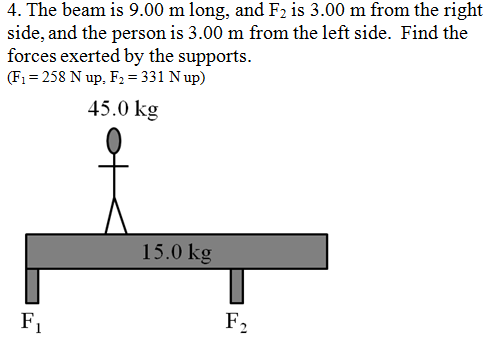 4. The beam is 9.00 m long, and F₂ is 3.00 m from the right
side, and the person is 3.00 m from the left side.  Find the
forces exerted by the supports.
(F₁ = 258 N up, F₂ = 331 N up)
45.0 kg
15.0 kg
F₁
F₂